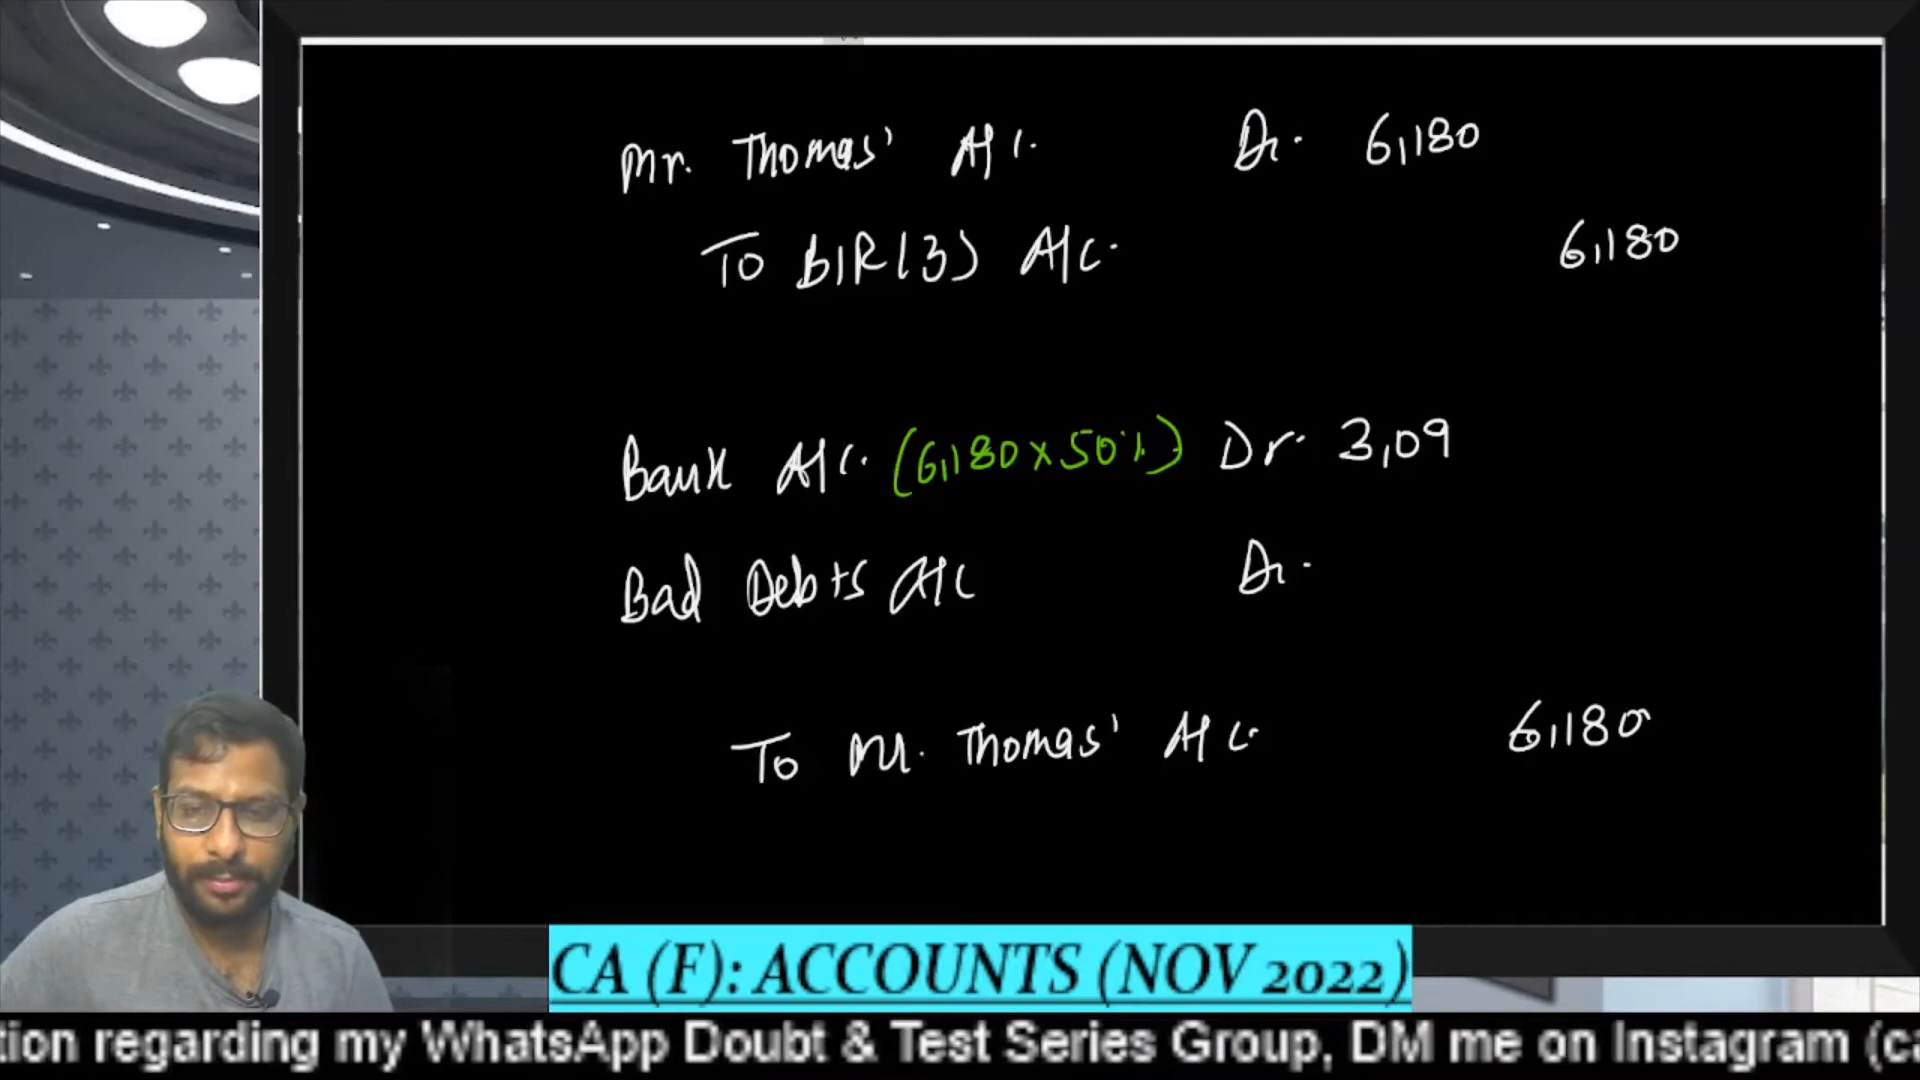 Mr. Thomas' A/c. Dr. 6,180
To B/R(3) A/c. 6,180
Bank A/c. (6,180 x 50%) Dr. 3,09
Bad Debts A/c Dr.
To Mr. Thomas' A/c. 6,180
CA (F): ACCOUNTS (NOV 2022)
tion regarding my WhatsApp Doubt & Test Series Group, DM me on Instagram (ca